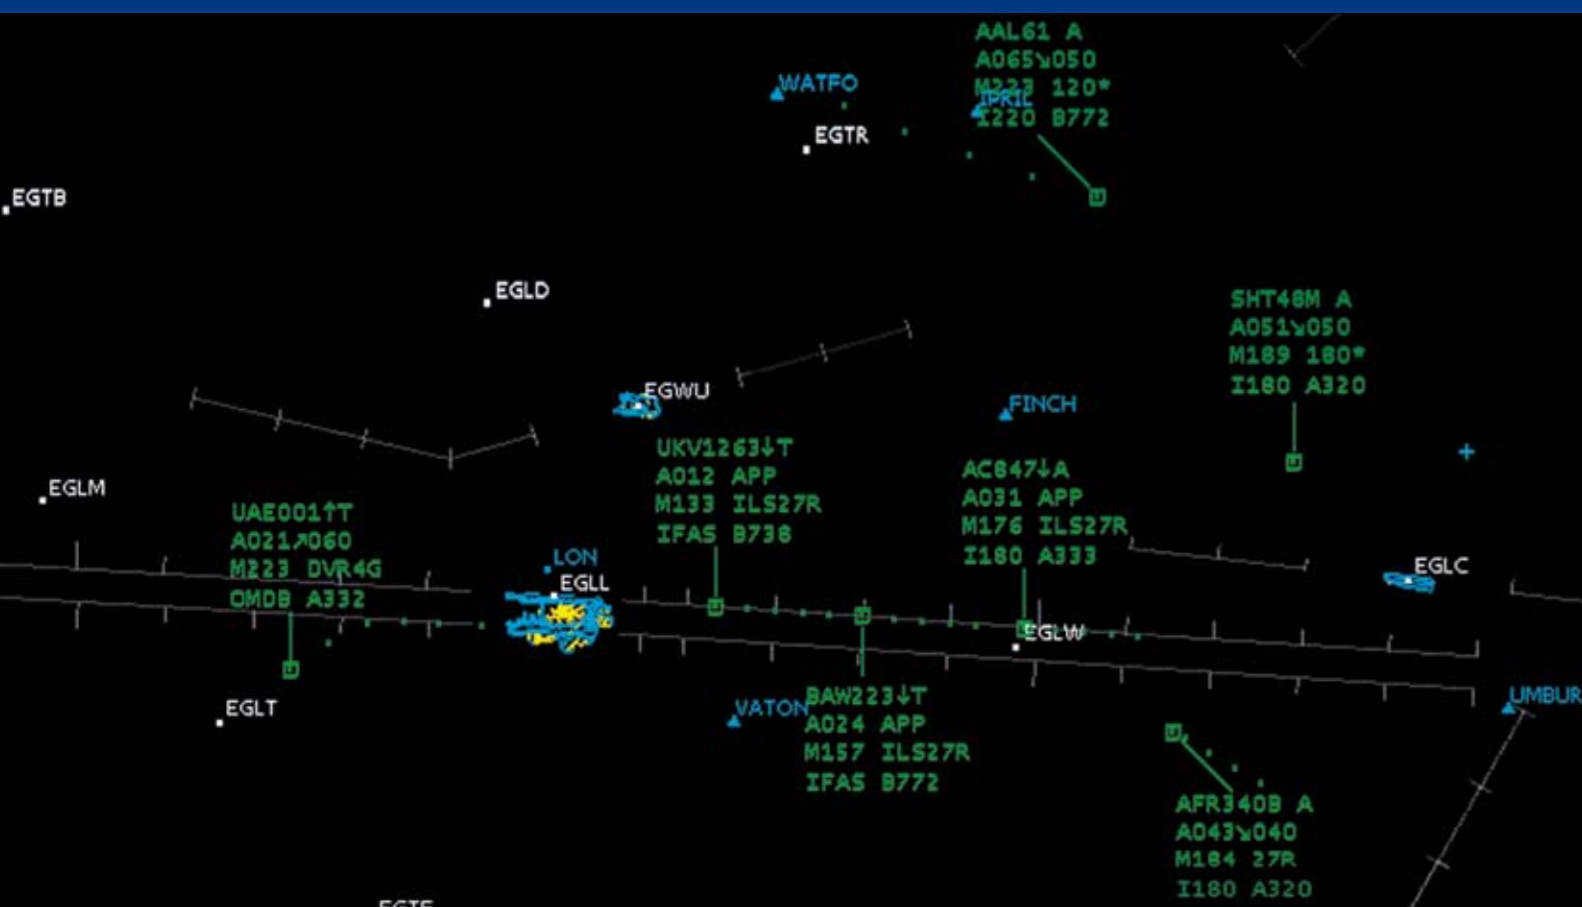 AAL61 A
A065↘050
M223 120*
I220 B772
WATFO
IPRIL
EGTR
EGTB
EGLD
SHT48M A
A051↘050
M189 180*
I180 A320
EGWU
FINCH
UKV1263↓T
A012 APP
M133 ILS27R
IFAS B738
AC847↓A
A031 APP
M176 ILS27R
I180 A333
EGLM
UAE001↑T
A021↗060
M223 DVR4G
OMDB A332
LON
EGLL
EGLC
EGLW
EGLT
VATON
BAW223↓T
A024 APP
M157 ILS27R
IFAS B772
UMBUR
AFR340B A
A043↘040
M184 27R
I180 A320